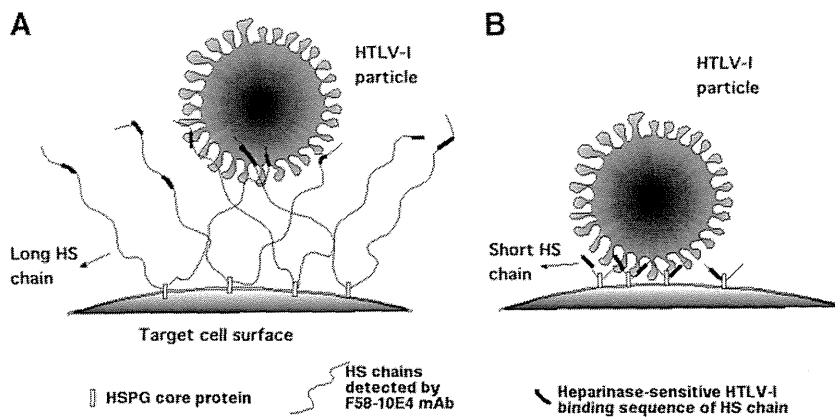 A
HTLV-I
particle
Long HS
chain
Target cell surface
B
HTLV-I
particle
Short HS
chain
HSPG core protein
HS chains
detected by
F58-10E4 mAb
Heparinase-sensitive HTLV-I
binding sequence of HS chain